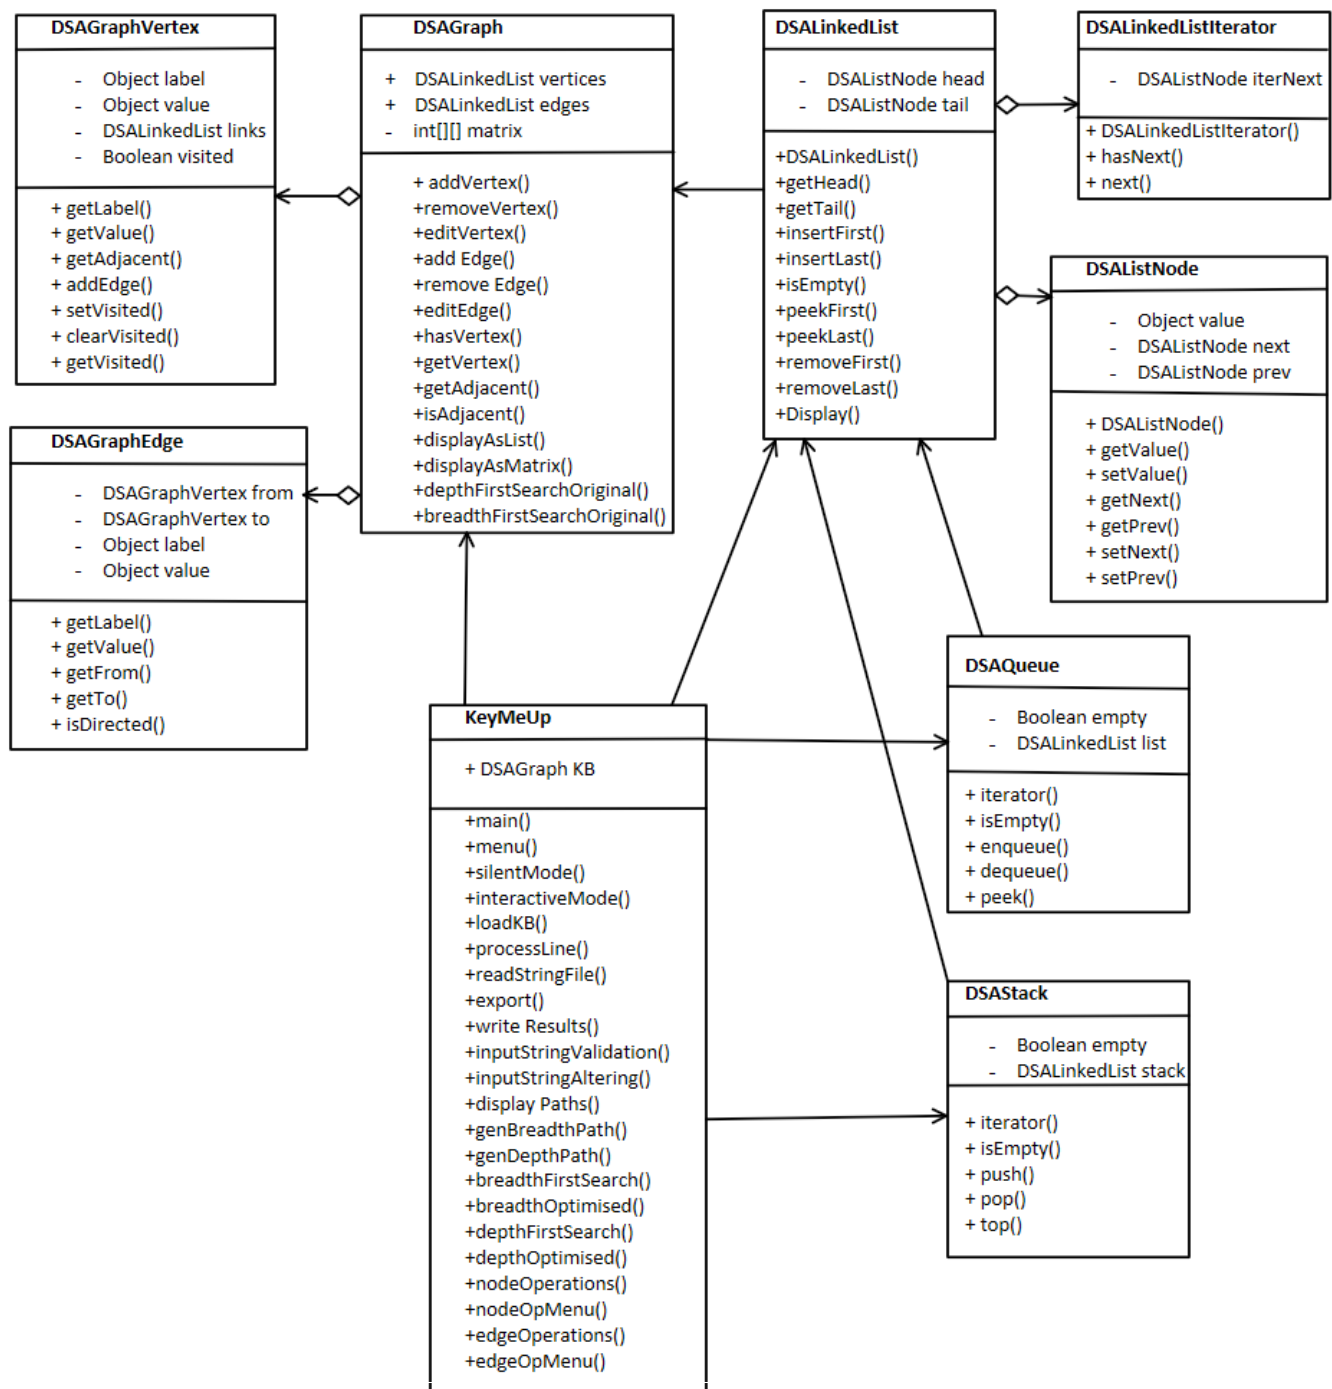 DSAGraphVertex
- Object label
- Object value
- DSALinkedList links
- Boolean visited
+ getLabel()
+ getValue()
+ getAdjacent()
+ addEdge()
+ setVisited()
+ clearVisited()
+ getVisited()
DSAGraph
+ DSALinkedList vertices
+ DSALinkedList edges
- int[][] matrix
+ addVertex()
+removeVertex()
+editVertex()
+add Edge()
+remove Edge()
+editEdge()
+hasVertex()
+getVertex()
+getAdjacent()
+isAdjacent()
+displayAsList()
+displayAsMatrix()
+depthFirstSearchOriginal()
+breadthFirstSearchOriginal()
DSALinkedList
- DSAListNode head
- DSAListNode tail
+DSALinkedList()
+getHead()
+getTail()
+insertFirst()
+insertLast()
+isEmpty()
+peekFirst()
+peekLast()
+removeFirst()
+removeLast()
+Display()
DSALinkedListIterator
- DSAListNode iterNext
+ DSALinkedListIterator()
+ hasNext()
+ next()
DSAListNode
- Object value
- DSAListNode next
- DSAListNode prev
+ DSAListNode()
+ getValue()
+ setValue()
+ getNext()
+ getPrev()
+ setNext()
+ setPrev()
DSAGraphEdge
- DSAGraphVertex from
- DSAGraphVertex to
- Object label
- Object value
+ getLabel()
+ getValue()
+ getFrom()
+ getTo()
+ isDirected()
KeyMeUp
+ DSAGraph KB
+main()
+menu()
+silentMode()
+interactiveMode()
+loadKB()
+processLine()
+readStringFile()
+export()
+write Results()
+inputStringValidation()
+inputStringAltering()
+display Paths()
+genBreadthPath()
+genDepthPath()
+breadthFirstSearch()
+breadthOptimised()
+depthFirstSearch()
+depthOptimised()
+nodeOperations()
+nodeOpMenu()
+edgeOperations()
+edgeOpMenu()
DSAQueue
- Boolean empty
- DSALinkedList list
+ iterator()
+ isEmpty()
+ enqueue()
+ dequeue()
+ peek()
DSAStack
- Boolean empty
- DSALinkedList stack
+ iterator()
+ isEmpty()
+ push()
+ pop()
+ top()